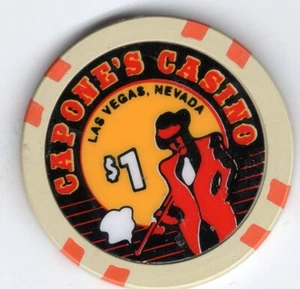 CAPONE'S CASINO
LAS VEGAS, NEVADA
$1